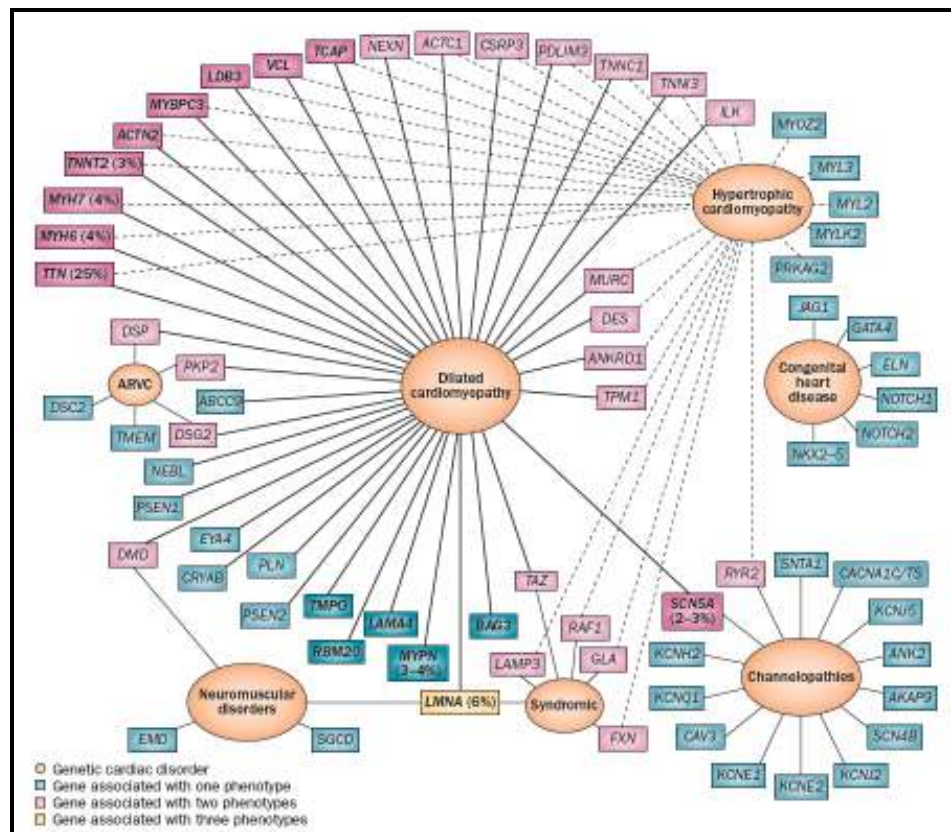 TCAP
NEXN
ACTC1
CSRP3
PDLIM3
TNNC1
TNNI3
ILK
VCL
LDB3
MYBPC3
ACTN2
TNNT2 (3%)
MYH7 (4%)
MYH6 (4%)
TTN (25%)
MYOZ2
MYL3
MYL2
MYLK2
PRKAG2
Hypertrophic
cardiomyopathy
MURC
DES
ANKRD1
TPM1
Dilated
cardiomyopathy
DSP
PKP2
ARVC
DSC2
TMEM
DSG2
ABCC9
NEBL
PSEN1
DMD
EYA4
CRYAB
PLN
PSEN2
TMPO
RBM20
LAMA4
MYPN
3–4%)
BAG3
TAZ
JAG1
GATA4
ELN
NOTCH1
NOTCH2
NKX2–5
Congenital
heart
disease
SCN5A
(2–3%)
RYR2
SNTA1
CACNA1C/TS
KCNJ5
ANK2
AKAP9
SCN4B
KCNJ2
KCNE2
KCNE1
CAV3
KCNQ1
KCNH2
Channelopathies
LAMP3
RAF1
GLA
FXN
Syndromic
LMNA (6%)
Neuromuscular
disorders
EMD
SGCD
Genetic cardiac disorder
Gene associated with one phenotype
Gene associated with two phenotypes
Gene associated with three phenotypes